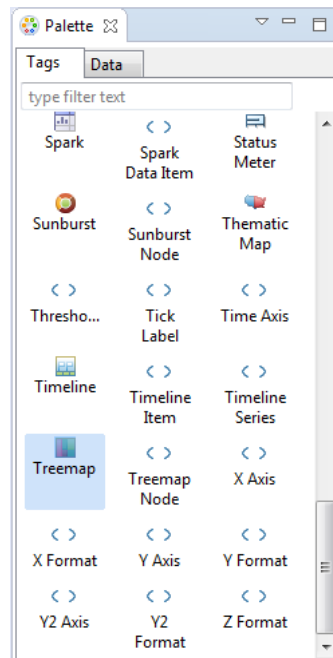 Palette
Tags Data
type filter text
Spark Spark Data Item Status Meter
Sunburst Sunburst Node Thematic Map
Thresho... Tick Label Time Axis
Timeline Timeline Item Timeline Series
Treemap Treemap Node X Axis
X Format Y Axis Y Format
Y2 Axis Y2 Format Z Format